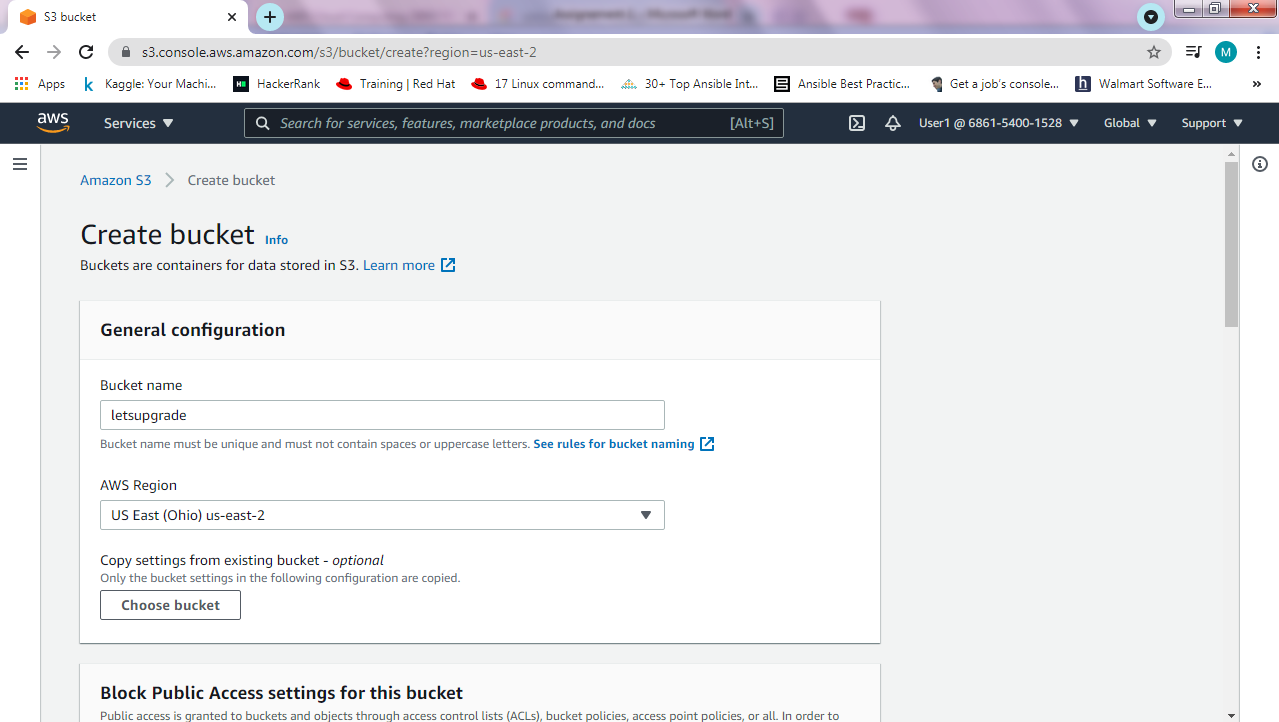 S3 bucket
Assignment 2 - Microsoft Word
s3.console.aws.amazon.com/s3/bucket/create?region=us-east-2
M
Apps
k Kaggle: Your Machi...
HackerRank
Training | Red Hat
17 Linux command...
30+ Top Ansible Int...
Ansible Best Practic...
Get a job's console...
h Walmart Software E...
»
aws
Services
Search for services, features, marketplace products, and docs [Alt+S]
User1 @ 6861-5400-1528
Global
Support
Amazon S3 > Create bucket
Create bucket Info
Buckets are containers for data stored in S3. Learn more
General configuration
Bucket name
letsupgrade
Bucket name must be unique and must not contain spaces or uppercase letters. See rules for bucket naming
AWS Region
US East (Ohio) us-east-2
Copy settings from existing bucket - optional
Only the bucket settings in the following configuration are copied.
Choose bucket
Block Public Access settings for this bucket
Public access is granted to buckets and objects through access control lists (ACLs), bucket policies, access point policies, or all. In order to